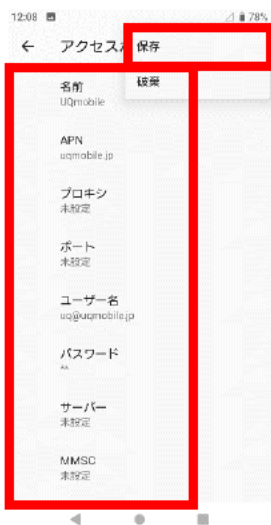 12:08 78%
← アクセスポ
保存
破棄
名前
UQmobile
APN
uqmobile.jp
プロキシ
未設定
ポート
未設定
ユーザー名
uq@uqmobile.jp
パスワード
サーバー
未設定
MMSC
未設定